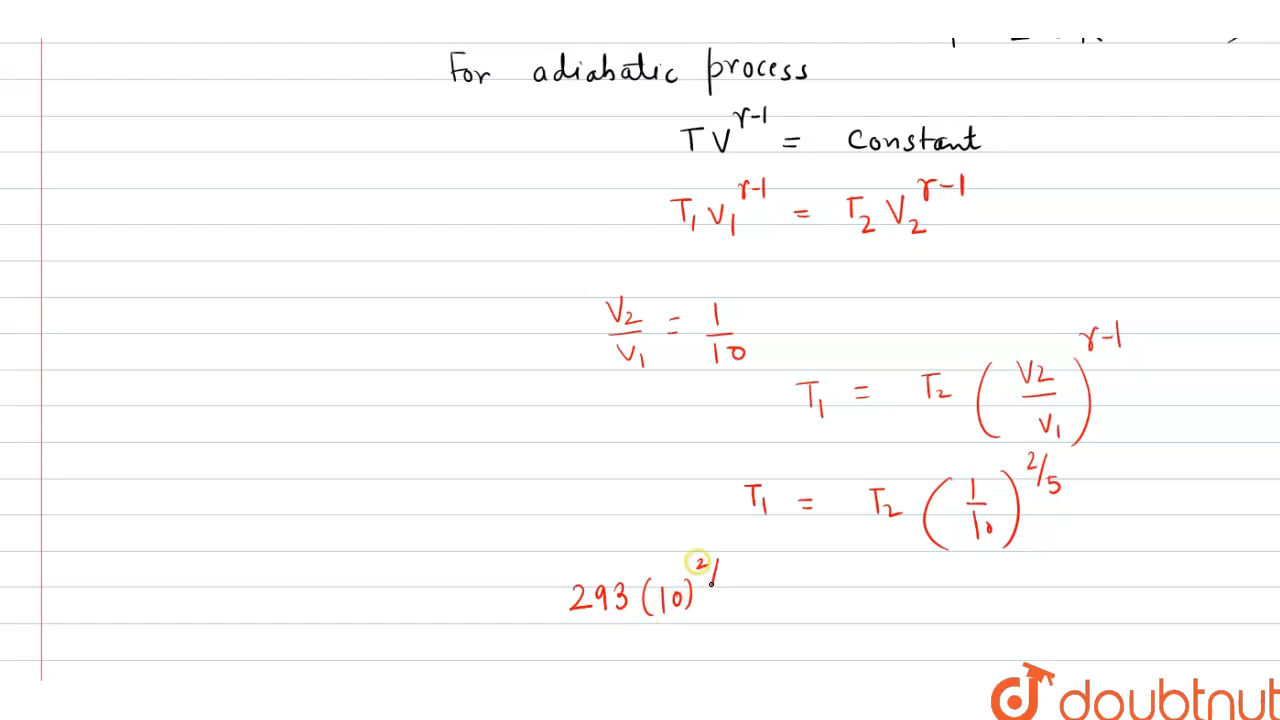 For adiabatic process
TV^{γ-1} = Constant
T₁ V₁^{γ-1} = T₂ V₂^{γ-1}
V₂/V₁ = 1/10
T₁ = T₂ (V₂/V₁)^{γ-1}
T₁ = T₂ (1/10)^{2/5}
293 (10)^{2/
doubtnut